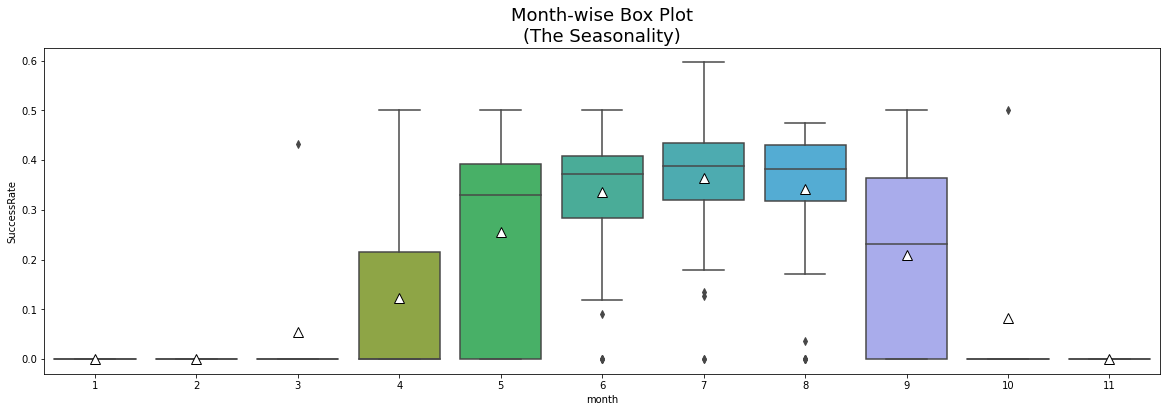 Month-wise Box Plot
(The Seasonality)
SuccessRate
0.6
0.5
0.4
0.3
0.2
0.1
0.0
1 2 3 4 5 6 7 8 9 10 11
month